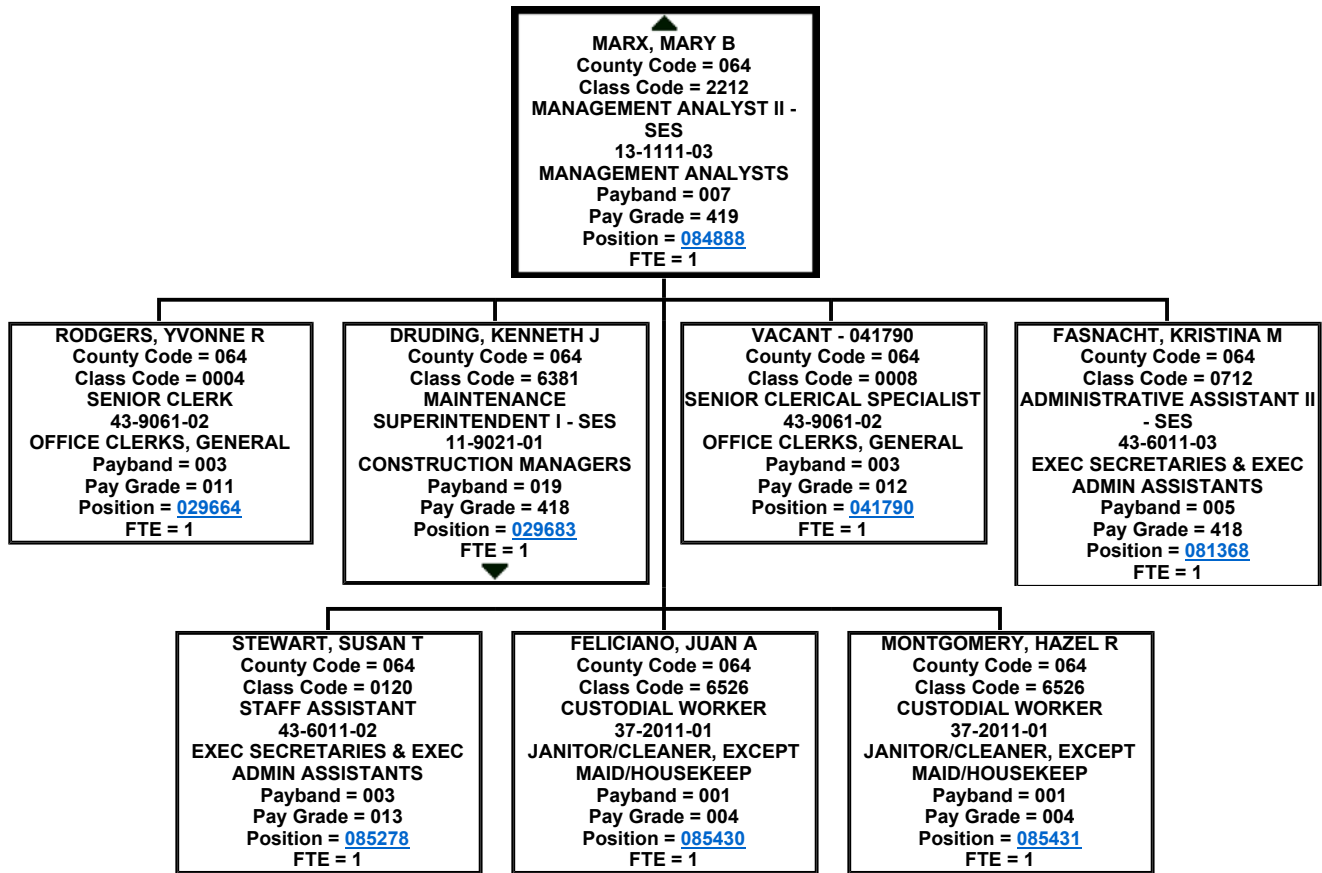 MARX, MARY B
County Code = 064
Class Code = 2212
MANAGEMENT ANALYST II -
SES
13-1111-03
MANAGEMENT ANALYSTS
Payband = 007
Pay Grade = 419
Position = 084888
FTE = 1
RODGERS, YVONNE R
County Code = 064
Class Code = 0004
SENIOR CLERK
43-9061-02
OFFICE CLERKS, GENERAL
Payband = 003
Pay Grade = 011
Position = 029664
FTE = 1
DRUDING, KENNETH J
County Code = 064
Class Code = 6381
MAINTENANCE
SUPERINTENDENT I - SES
11-9021-01
CONSTRUCTION MANAGERS
Payband = 019
Pay Grade = 418
Position = 029683
FTE = 1
VACANT - 041790
County Code = 064
Class Code = 0008
SENIOR CLERICAL SPECIALIST
43-9061-02
OFFICE CLERKS, GENERAL
Payband = 003
Pay Grade = 012
Position = 041790
FTE = 1
FASNACHT, KRISTINA M
County Code = 064
Class Code = 0712
ADMINISTRATIVE ASSISTANT II
- SES
43-6011-03
EXEC SECRETARIES & EXEC
ADMIN ASSISTANTS
Payband = 005
Pay Grade = 418
Position = 081368
FTE = 1
STEWART, SUSAN T
County Code = 064
Class Code = 0120
STAFF ASSISTANT
43-6011-02
EXEC SECRETARIES & EXEC
ADMIN ASSISTANTS
Payband = 003
Pay Grade = 013
Position = 085278
FTE = 1
FELICIANO, JUAN A
County Code = 064
Class Code = 6526
CUSTODIAL WORKER
37-2011-01
JANITOR/CLEANER, EXCEPT
MAID/HOUSEKEEP
Payband = 001
Pay Grade = 004
Position = 085430
FTE = 1
MONTGOMERY, HAZEL R
County Code = 064
Class Code = 6526
CUSTODIAL WORKER
37-2011-01
JANITOR/CLEANER, EXCEPT
MAID/HOUSEKEEP
Payband = 001
Pay Grade = 004
Position = 085431
FTE = 1